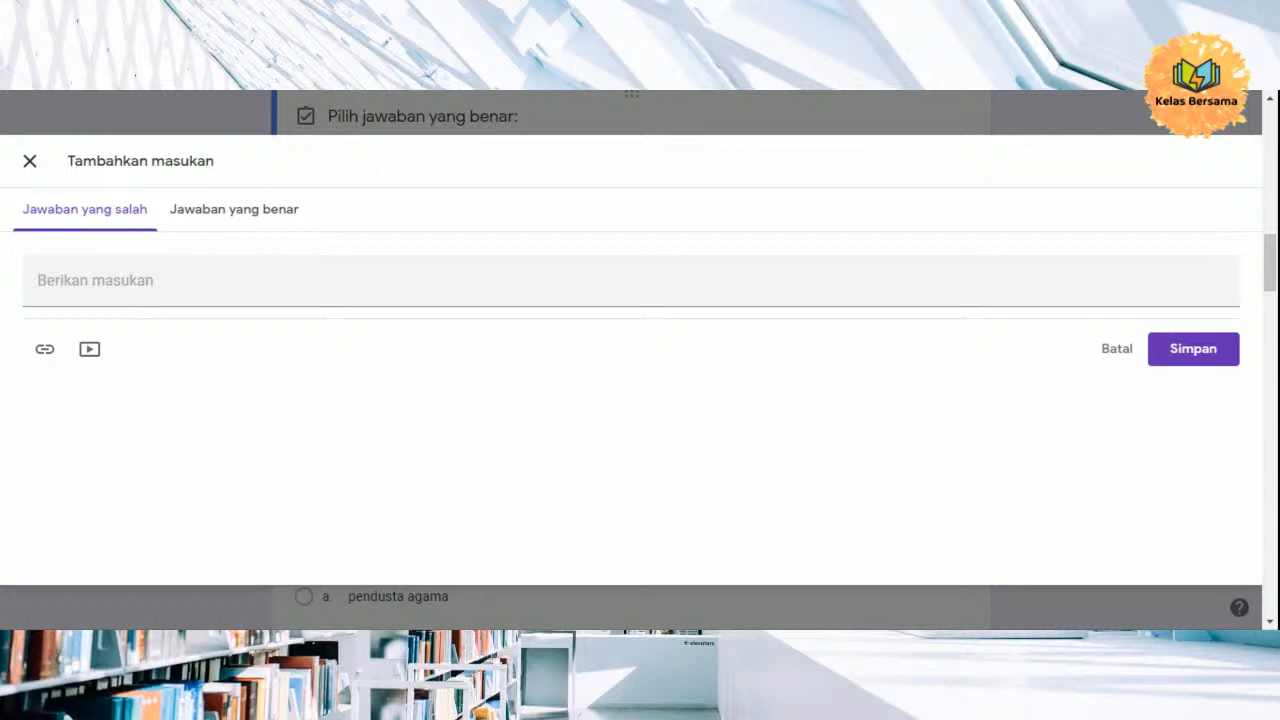 Kelas Bersama
Pilih jawaban yang benar:
Tambahkan masukan
Jawaban yang salah
Jawaban yang benar
Berikan masukan
Batal
Simpan
a. pendusta agama
elevators